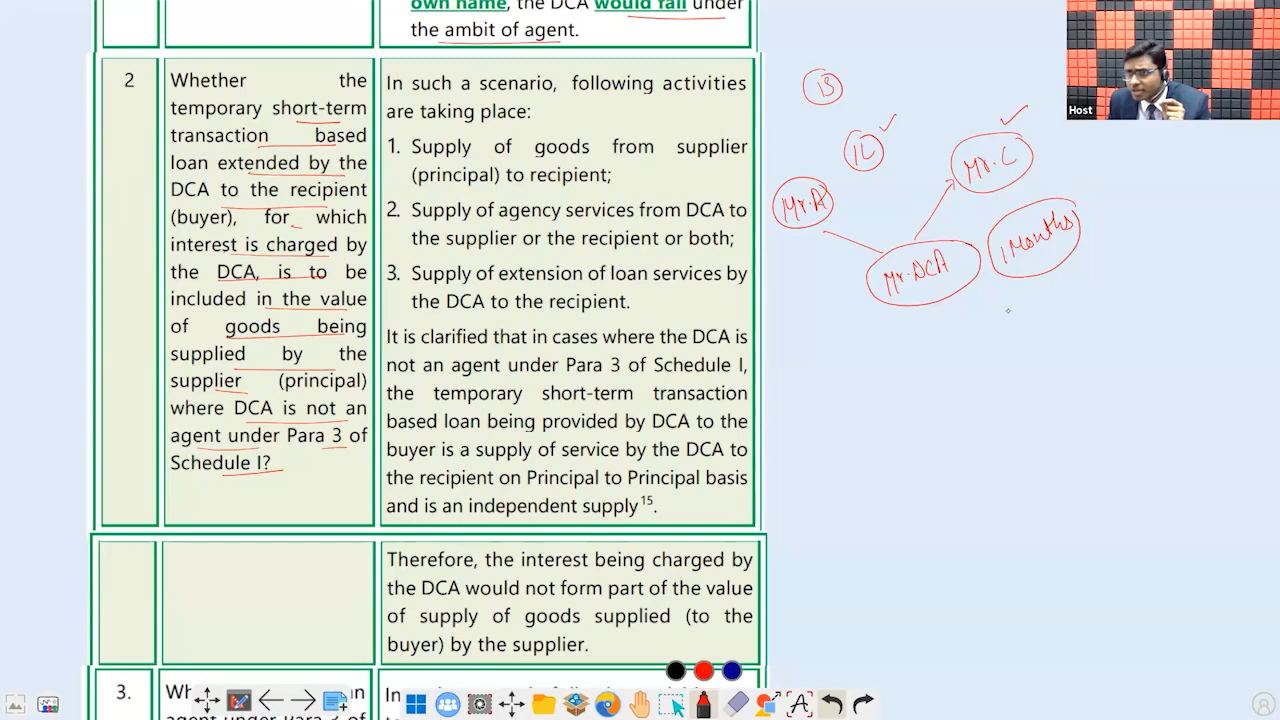 own name, the DCA would fall under
the ambit of agent.
2
Whether the
temporary short-term
transaction based
loan extended by the
DCA to the recipient
(buyer), for which
interest is charged by
the DCA, is to be
included in the value
of goods being
supplied by the
supplier (principal)
where DCA is not an
agent under Para 3 of
Schedule I?
In such a scenario, following activities
are taking place:
1. Supply of goods from supplier
(principal) to recipient;
2. Supply of agency services from DCA to
the supplier or the recipient or both;
3. Supply of extension of loan services by
the DCA to the recipient.
It is clarified that in cases where the DCA is
not an agent under Para 3 of Schedule I,
the temporary short-term transaction
based loan being provided by DCA to the
buyer is a supply of service by the DCA to
the recipient on Principal to Principal basis
and is an independent supply15.
Therefore, the interest being charged by
the DCA would not form part of the value
of supply of goods supplied (to the
buyer) by the supplier.
3.
Mr. A
Mr. C
Mr. DCA
1 Months
1L
Host